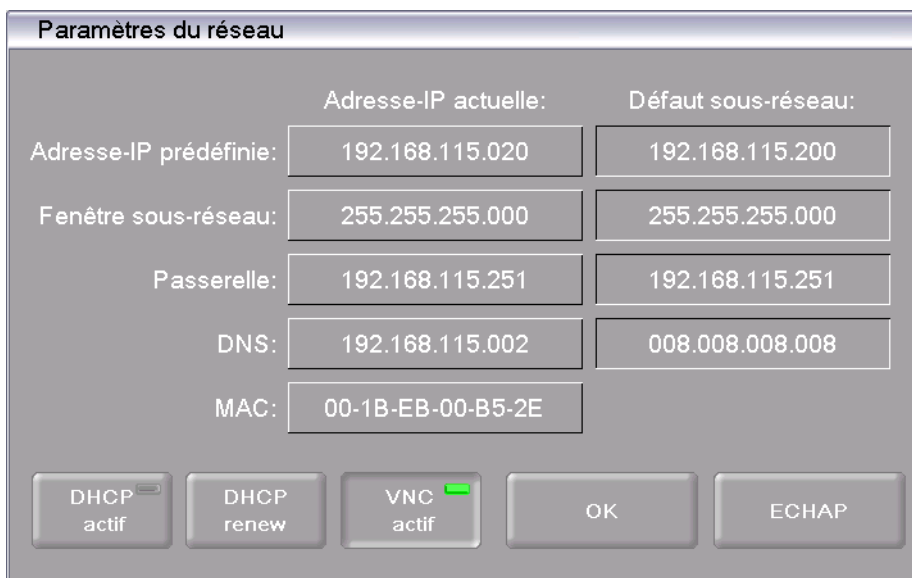 Paramètres du réseau
Adresse-IP actuelle: Défaut sous-réseau:
Adresse-IP prédéfinie: 192.168.115.020 192.168.115.200
Fenêtre sous-réseau: 255.255.255.000 255.255.255.000
Passerelle: 192.168.115.251 192.168.115.251
DNS: 192.168.115.002 008.008.008.008
MAC: 00-1B-EB-00-B5-2E
DHCP actif DHCP renew VNC actif OK ECHAP